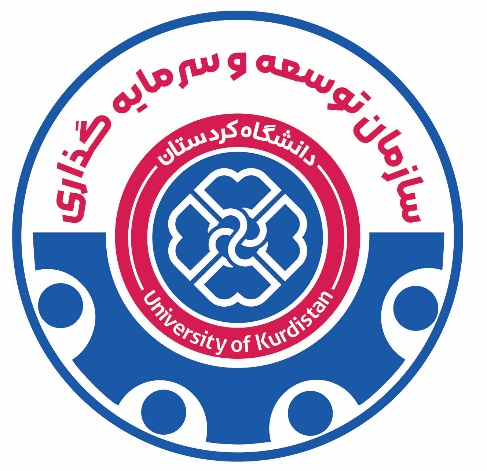 سازمان توسعه و سرمایه گذاری
دانشگاه کردستان
University of Kurdistan